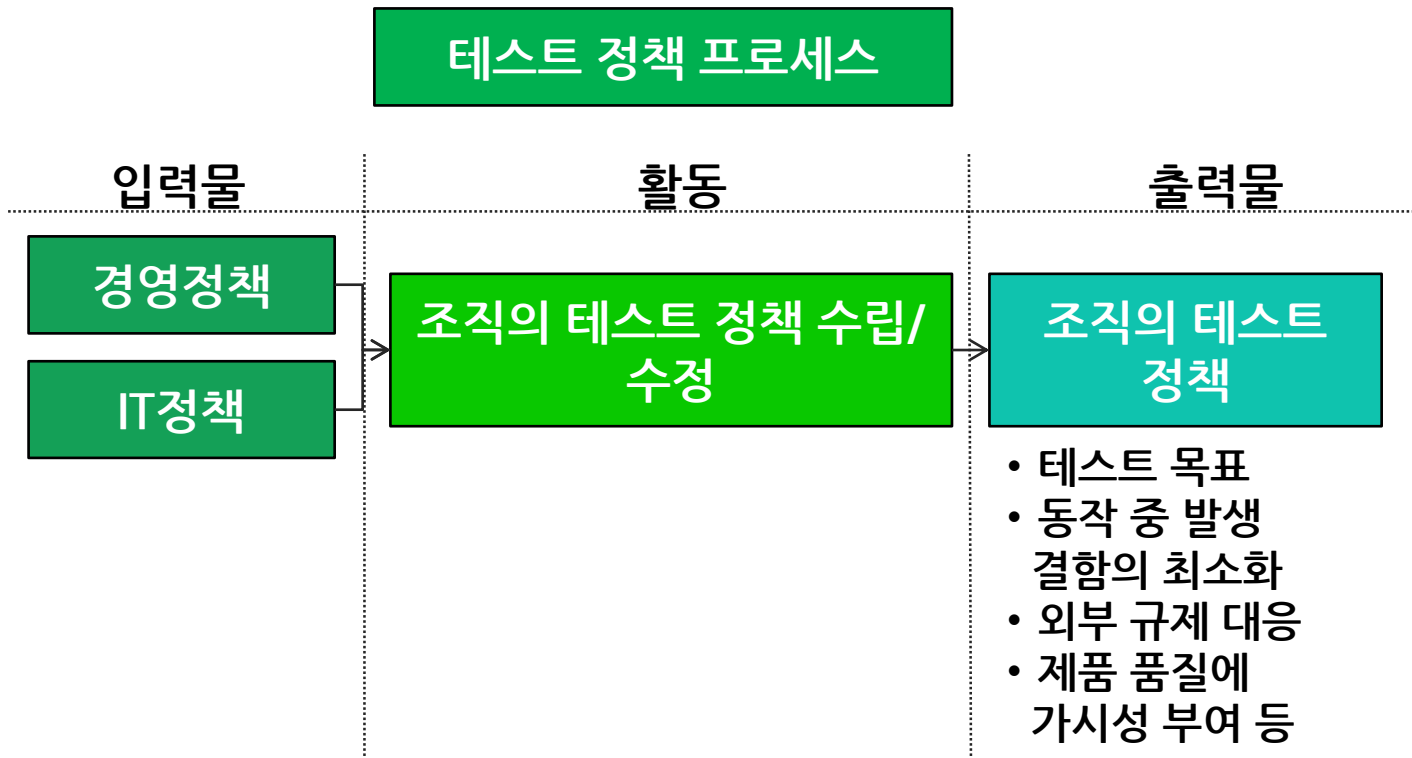 테스트 정책 프로세스
입력물
활동
출력물
경영정책
IT정책
조직의 테스트 정책 수립/
수정
조직의 테스트
정책
• 테스트 목표
• 동작 중 발생
결함의 최소화
• 외부 규제 대응
• 제품 품질에
가시성 부여 등